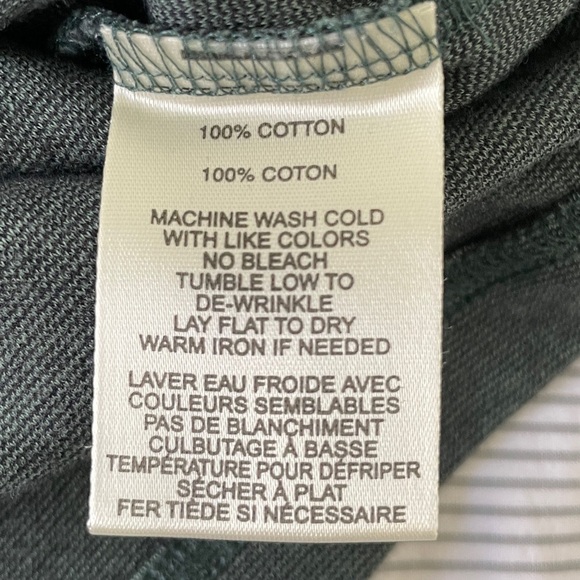 100% COTTON
100% COTON
MACHINE WASH COLD
WITH LIKE COLORS
NO BLEACH
TUMBLE LOW TO
DE-WRINKLE
LAY FLAT TO DRY
WARM IRON IF NEEDED
LAVER EAU FROIDE AVEC
COULEURS SEMBLABLES
PAS DE BLANCHIMENT
CULBUTAGE À BASSE
TEMPÉRATURE POUR DÉFRIPER
SÉCHER À PLAT
FER TIÈDE SI NÉCESSAIRE